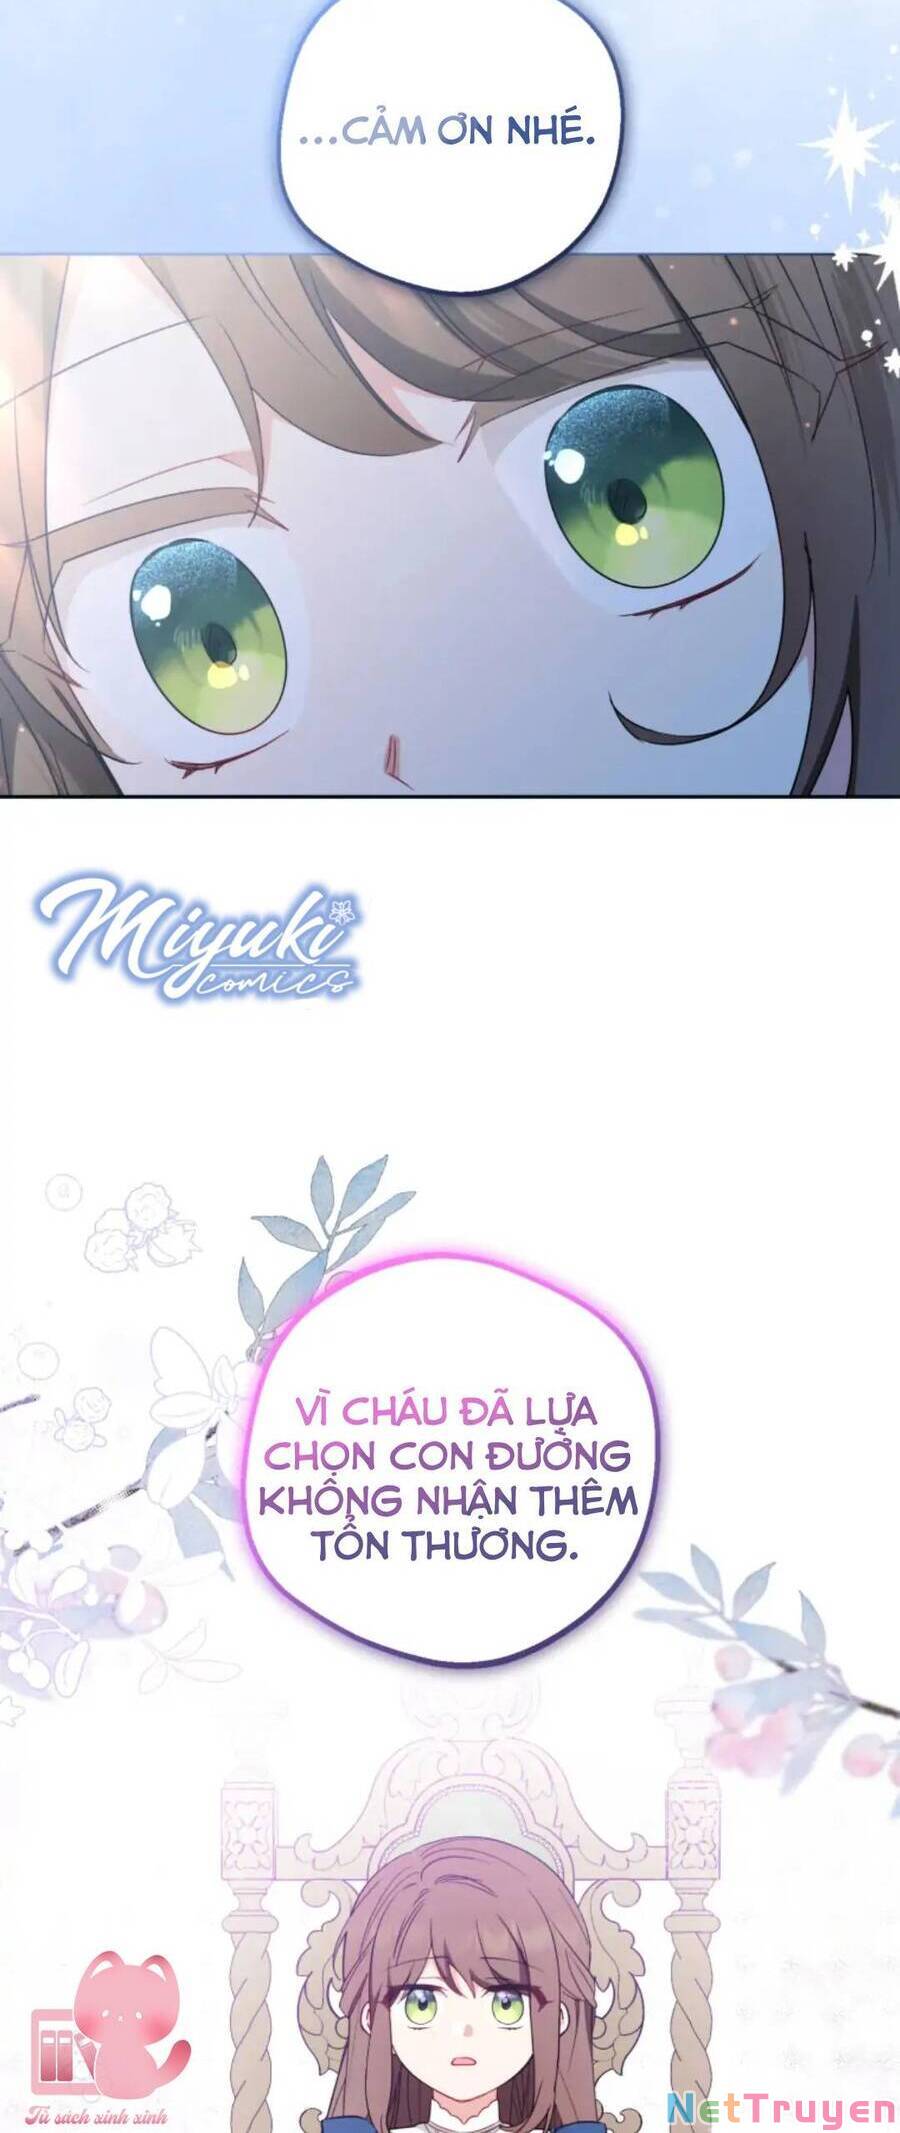 ...CẢM ƠN NHÉ.
Miyuki
comics
VÌ CHÁU ĐÃ LỰA
CHỌN CON ĐƯỜNG
KHÔNG NHẬN THÊM
TỔN THƯƠNG.
Tủ sách xinh xinh
NetTruyen